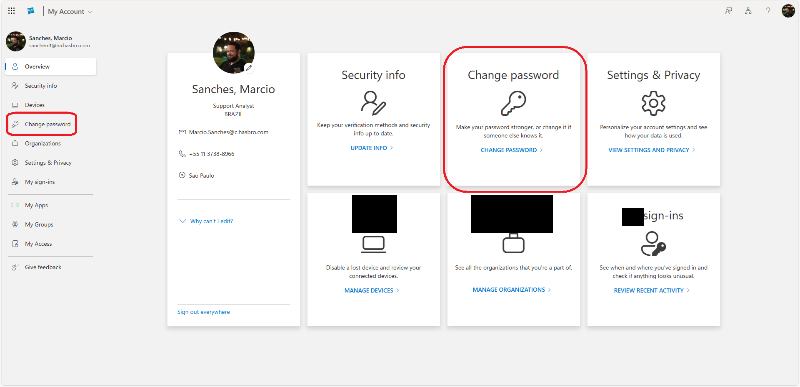 My Account
Sanches, Marcio
Overview
Security info
Devices
Change password
Organizations
Settings & Privacy
My sign-ins
My Apps
My Groups
My Access
Give feedback
Sanches, Marcio
Support Analyst
BRAZIL
Marcio.Sanches@c.hasbro.com
+55 11 3738-8966
Sao Paulo
Why can't I edit?
Sign out everywhere
Security info
Keep your verification methods and security
info up to date.
UPDATE INFO
Change password
Make your password stronger, or change it if
someone else knows it.
CHANGE PASSWORD
Settings & Privacy
Personalize your account settings and see
how your data is used.
VIEW SETTINGS AND PRIVACY
Disable a lost device and review your
connected devices.
MANAGE DEVICES
See all the organizations that you're a part of.
MANAGE ORGANIZATIONS
sign-ins
See when and where you've signed in and
check if anything looks unusual.
REVIEW RECENT ACTIVITY